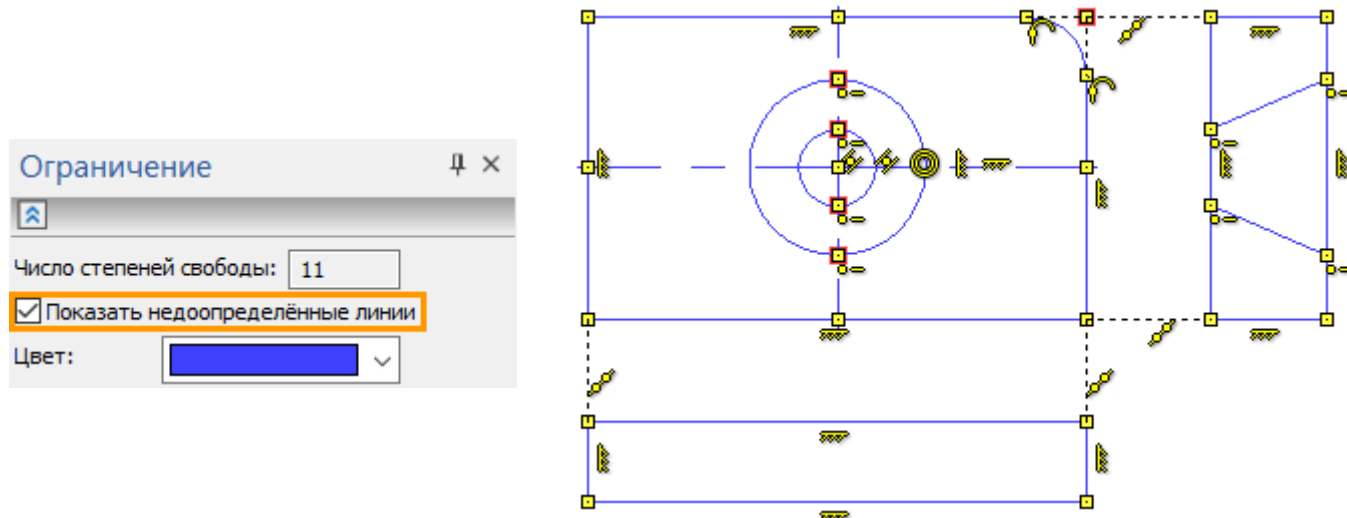 Ограничение
Число степеней свободы: 11
Показать недоопределённые линии
Цвет: